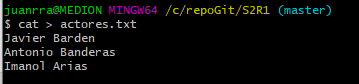 juanrra@MEDION MINGW64 /c/repoGit/S2R1 (master)
$ cat > actores.txt
Javier Barden
Antonio Banderas
Imanol Arias